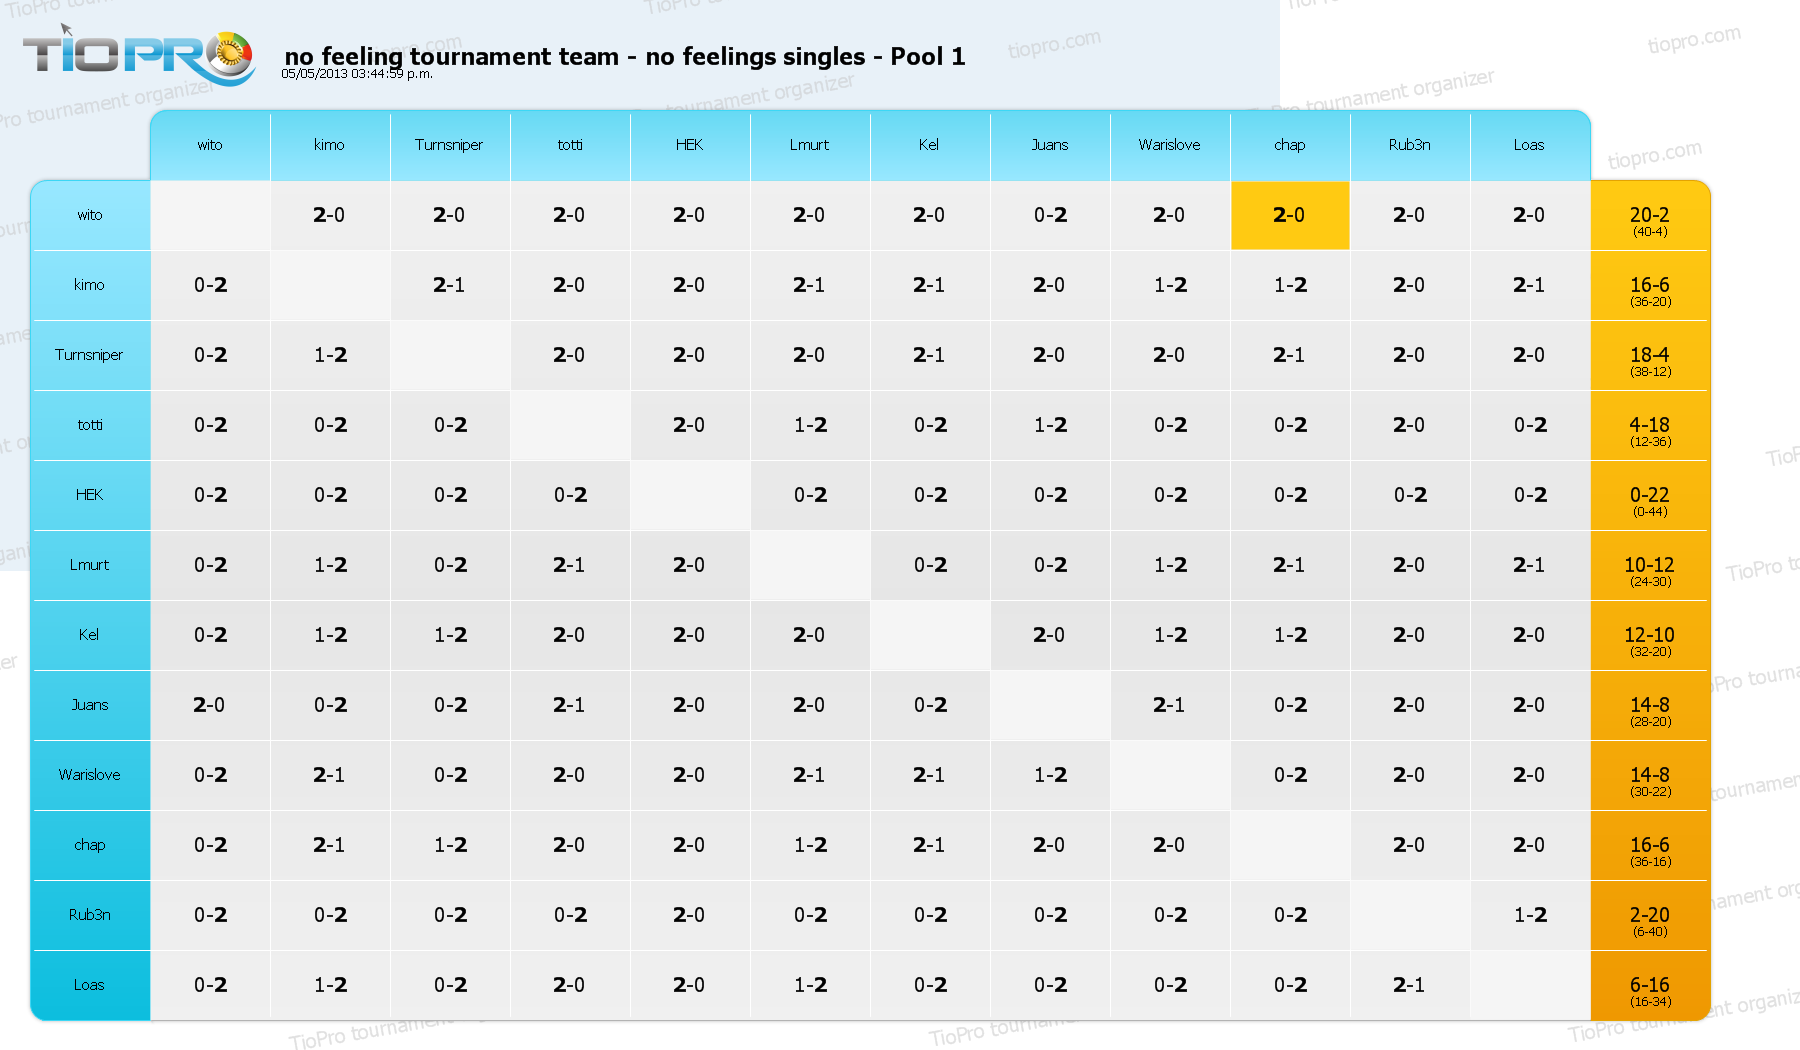 TIOPRO
no feeling tournament team - no feelings singles - Pool 1
05/05/2013 03:44:59 p.m.
wito kimo Turnsniper totti HEK Lmurt Kel Juans Warislove chap Rub3n Loas
wito 2-0 2-0 2-0 2-0 2-0 2-0 0-2 2-0 2-0 2-0 2-0 20-2
(40-4)
kimo 0-2 2-1 2-0 2-0 2-1 2-1 2-0 1-2 1-2 2-0 2-1 16-6
(36-20)
Turnsniper 0-2 1-2 2-0 2-0 2-0 2-1 2-0 2-0 2-1 2-0 2-0 18-4
(38-12)
totti 0-2 0-2 0-2 2-0 1-2 0-2 1-2 0-2 0-2 2-0 0-2 4-18
(12-36)
HEK 0-2 0-2 0-2 0-2 0-2 0-2 0-2 0-2 0-2 0-2 0-2 0-22
(0-44)
Lmurt 0-2 1-2 0-2 2-1 2-0 0-2 0-2 1-2 2-1 2-0 2-1 10-12
(24-30)
Kel 0-2 1-2 1-2 2-0 2-0 2-0 2-0 1-2 1-2 2-0 2-0 12-10
(32-20)
Juans 2-0 0-2 0-2 2-1 2-0 2-0 0-2 2-1 0-2 2-0 2-0 14-8
(28-20)
Warislove 0-2 2-1 0-2 2-0 2-0 2-1 2-1 1-2 0-2 2-0 2-0 14-8
(30-22)
chap 0-2 2-1 1-2 2-0 2-0 1-2 2-1 2-0 2-0 2-0 2-0 16-6
(36-16)
Rub3n 0-2 0-2 0-2 0-2 2-0 0-2 0-2 0-2 0-2 0-2 1-2 2-20
(6-40)
Loas 0-2 1-2 0-2 2-0 2-0 1-2 0-2 0-2 0-2 0-2 2-1 6-16
(16-34)
tiopro.com
tiopro.com
tiopro.com
TioPro tournament organizer